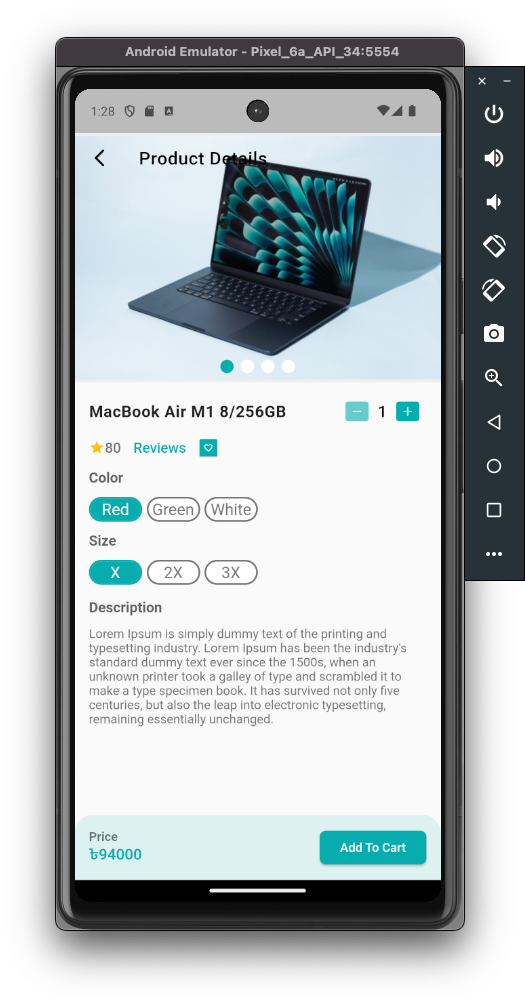 Android Emulator - Pixel_6a_API_34:5554
1:28
Product Details
MacBook Air M1 8/256GB
− 1 +
80 Reviews
Color
Red Green White
Size
X 2X 3X
Description
Lorem Ipsum is simply dummy text of the printing and
typesetting industry. Lorem Ipsum has been the industry's
standard dummy text ever since the 1500s, when an
unknown printer took a galley of type and scrambled it to
make a type specimen book. It has survived not only five
centuries, but also the leap into electronic typesetting,
remaining essentially unchanged.
Price
৳94000
Add To Cart